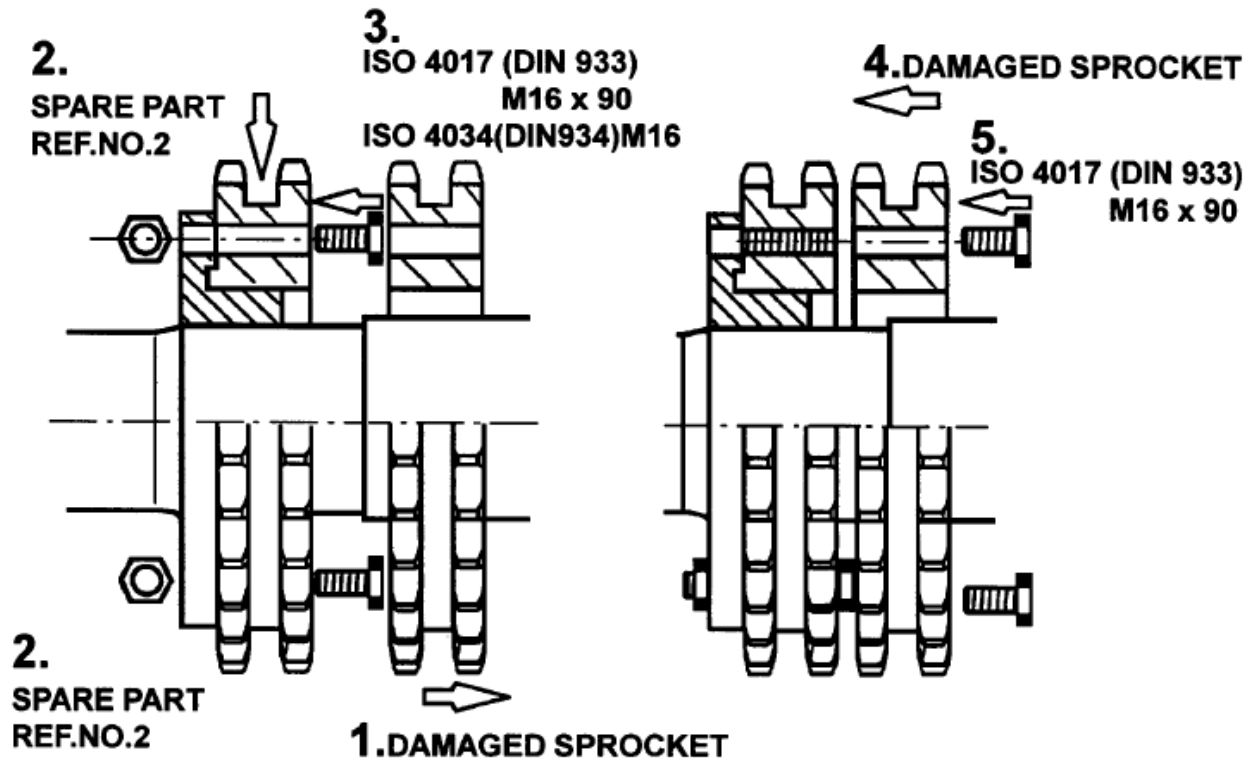 2.
SPARE PART
REF.NO.2
3.
ISO 4017 (DIN 933)
M16 x 90
ISO 4034(DIN934)M16
4.DAMAGED SPROCKET
5.
ISO 4017 (DIN 933)
M16 x 90
2.
SPARE PART
REF.NO.2
1.DAMAGED SPROCKET